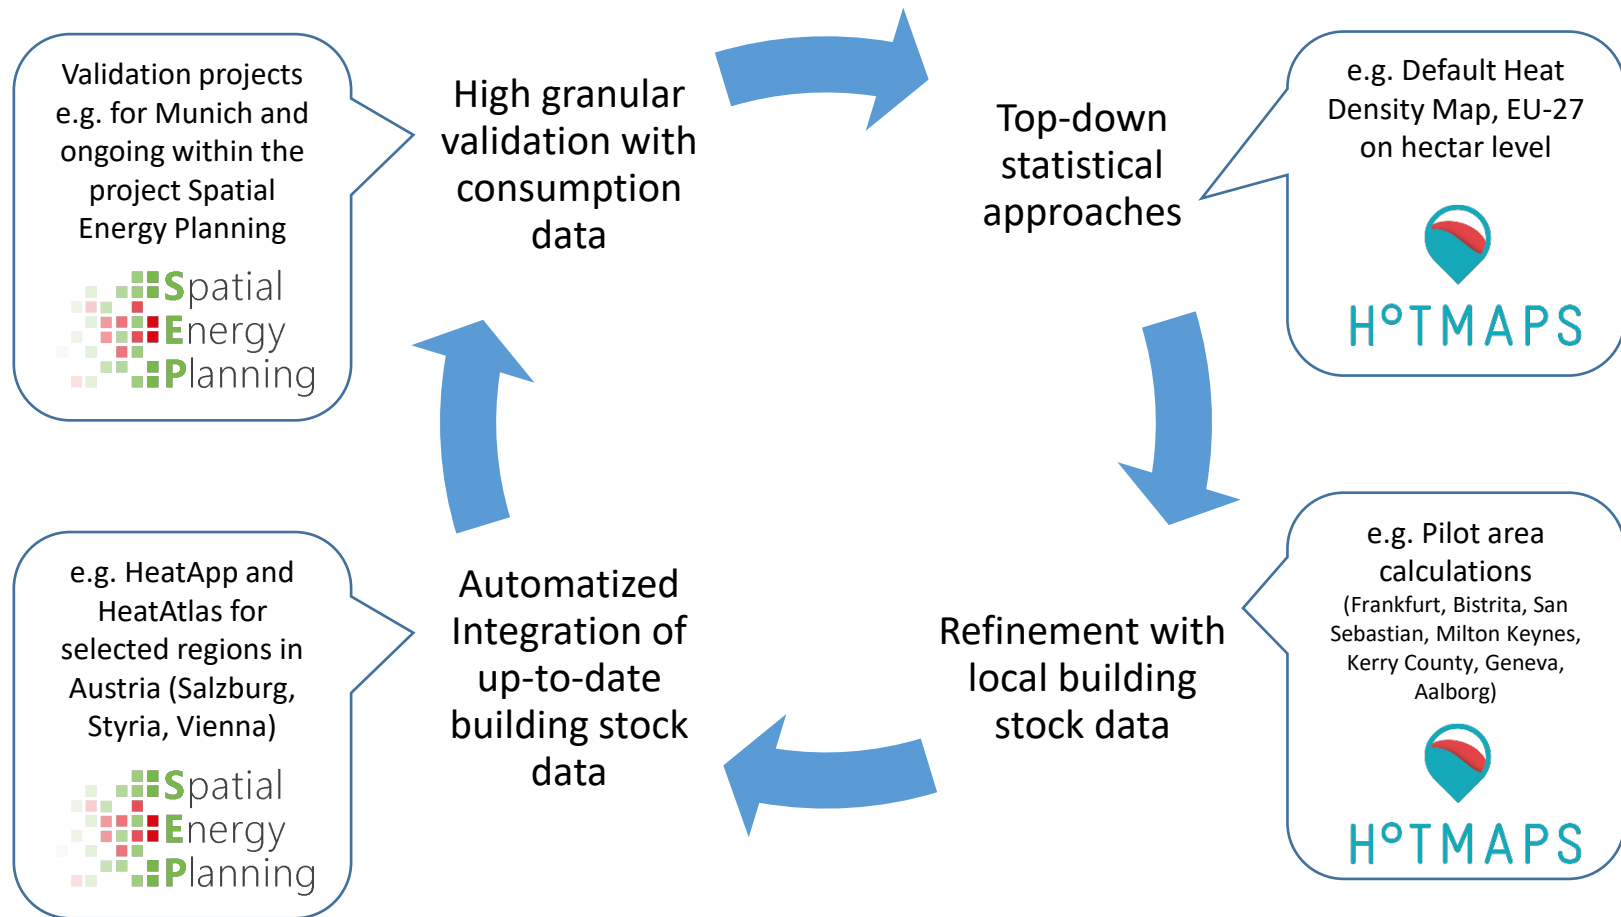 Validation projects
e.g. for Munich and
ongoing within the
project Spatial
Energy Planning
Spatial
Energy
Planning
High granular
validation with
consumption
data
Top-down
statistical
approaches
e.g. Default Heat
Density Map, EU-27
on hectar level
HOTMAPS
e.g. HeatApp and
HeatAtlas for
selected regions in
Austria (Salzburg,
Styria, Vienna)
Spatial
Energy
Planning
Automatized
Integration of
up-to-date
building stock
data
Refinement with
local building
stock data
e.g. Pilot area
calculations
(Frankfurt, Bistrita, San
Sebastian, Milton Keynes,
Kerry County, Geneva,
Aalborg)
HOTMAPS